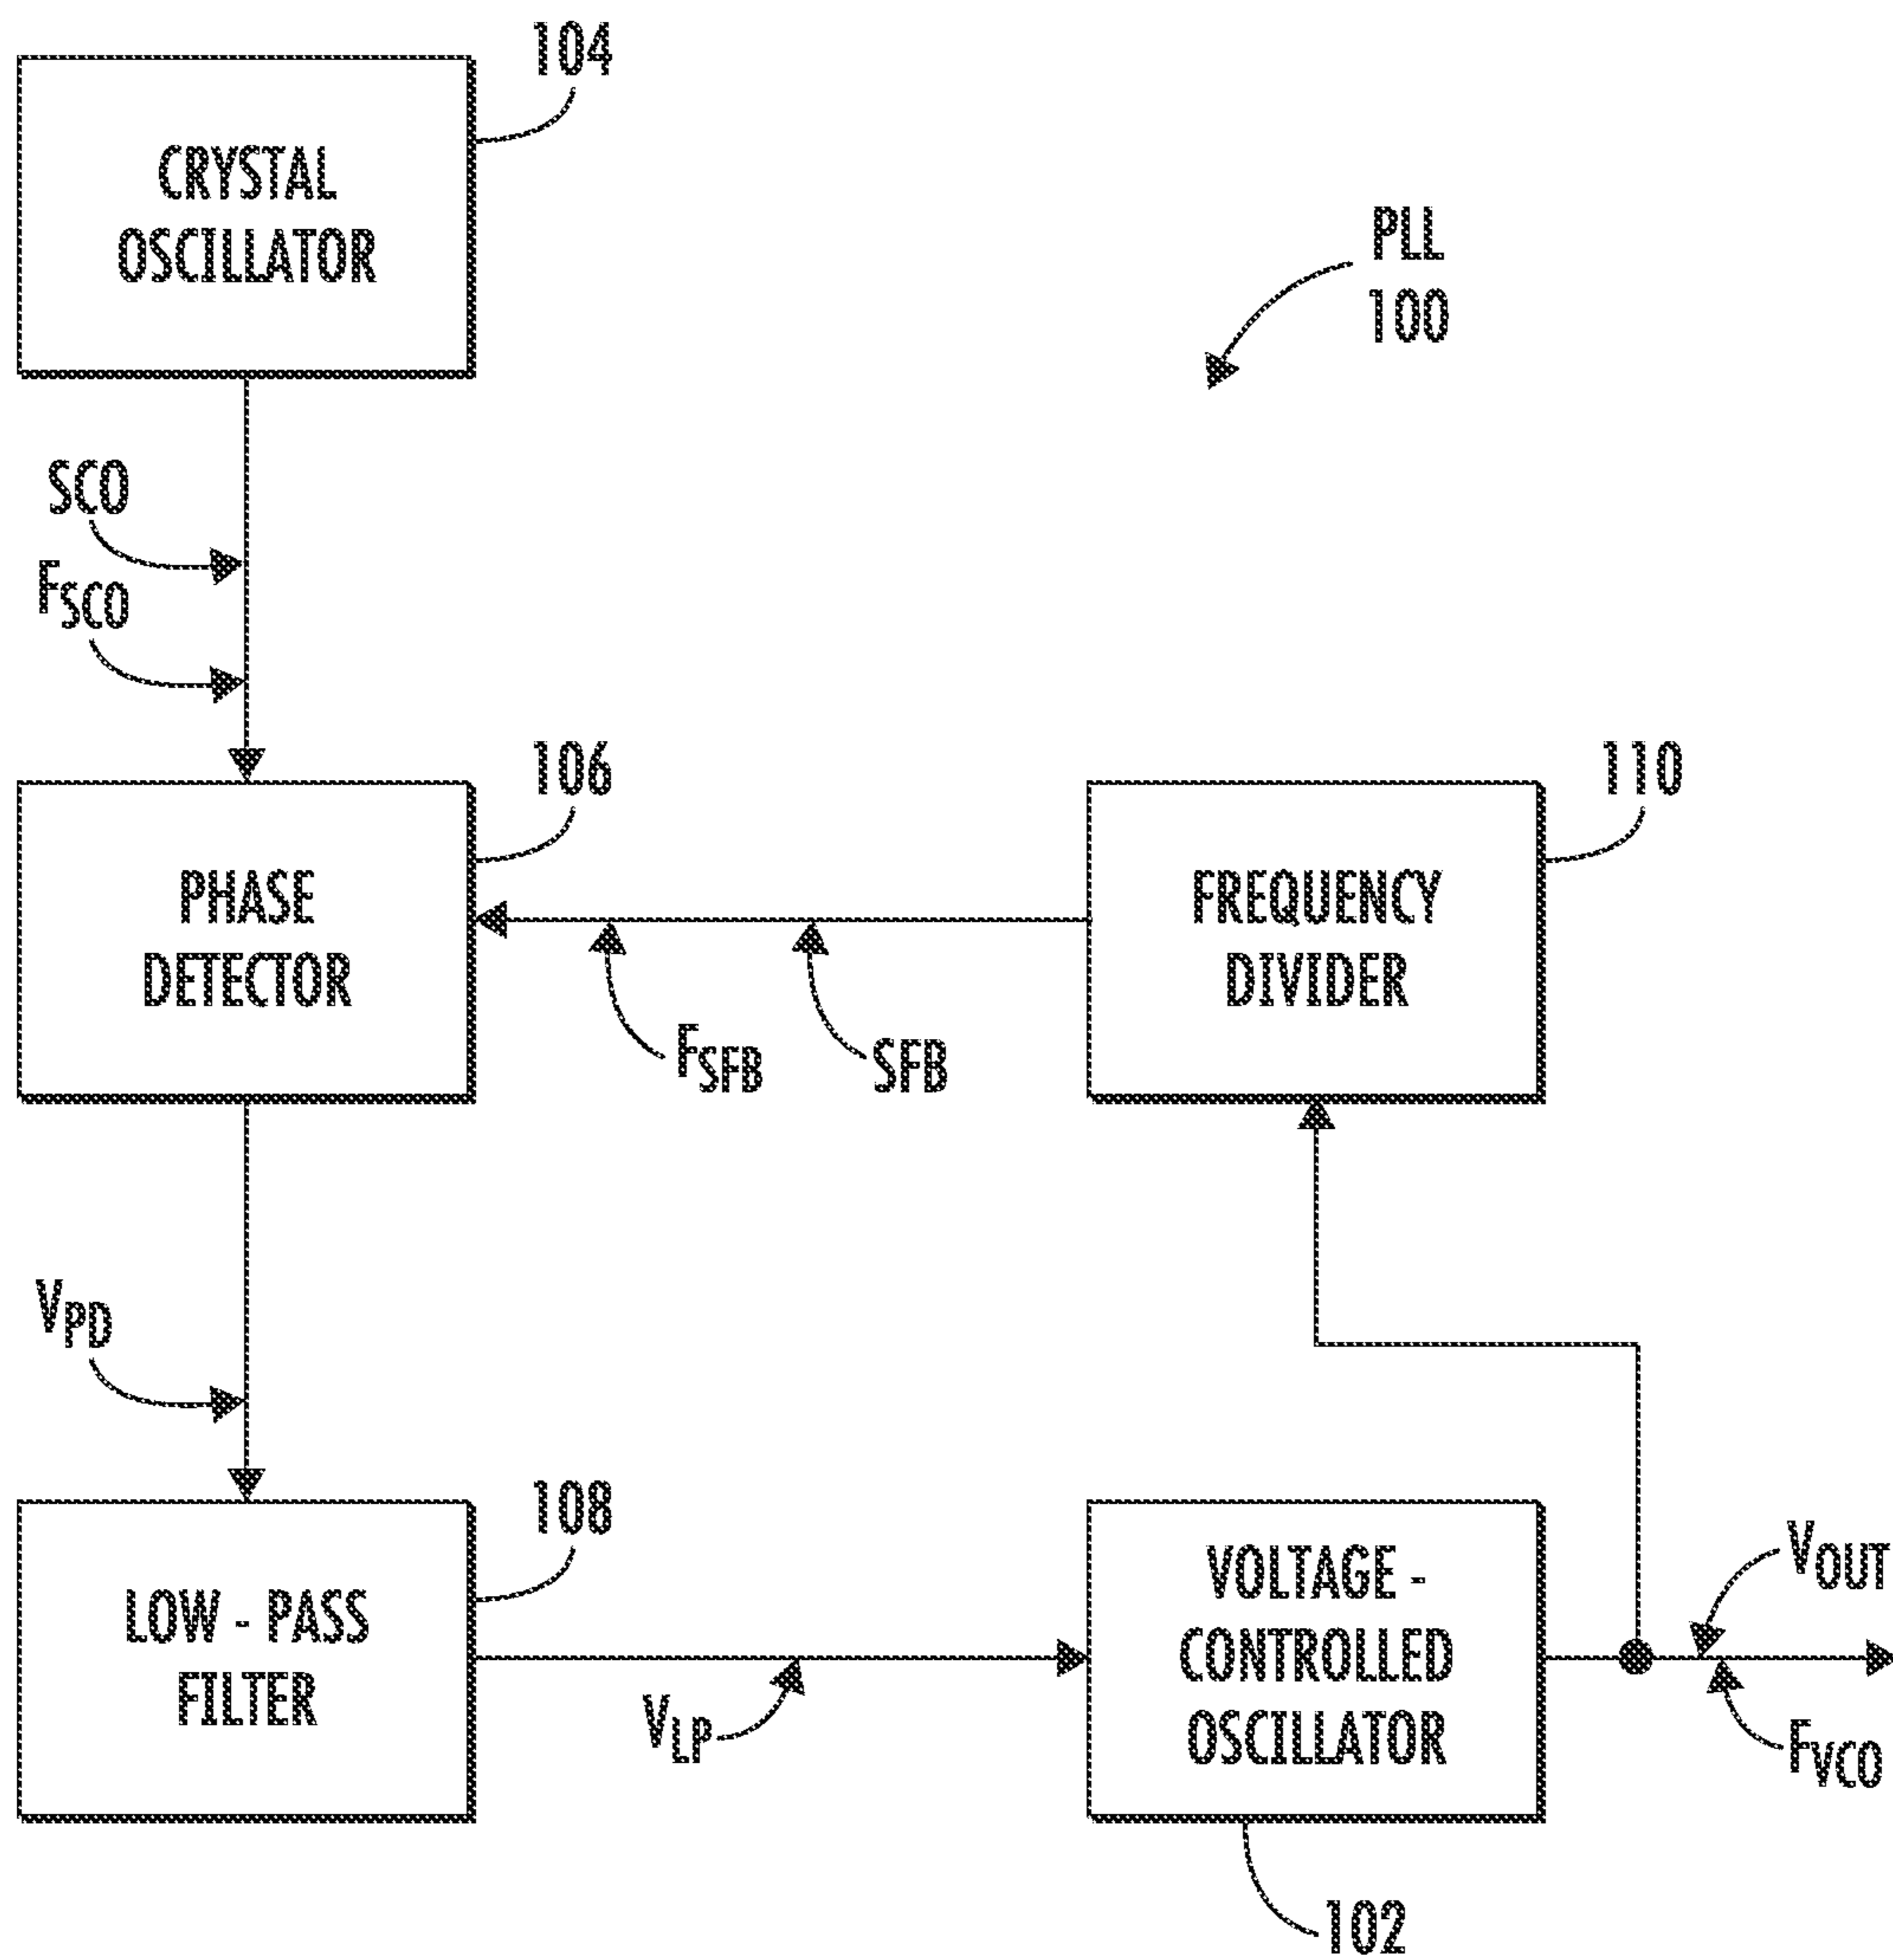 104
CRYSTAL
OSCILLATOR
PLL
100
SCO
FSCO
106
110
PHASE
DETECTOR
FREQUENCY
DIVIDER
FSFB
SFB
VPD
108
LOW - PASS
FILTER
VLP
VOLTAGE -
CONTROLLED
OSCILLATOR
VOUT
FVCO
102